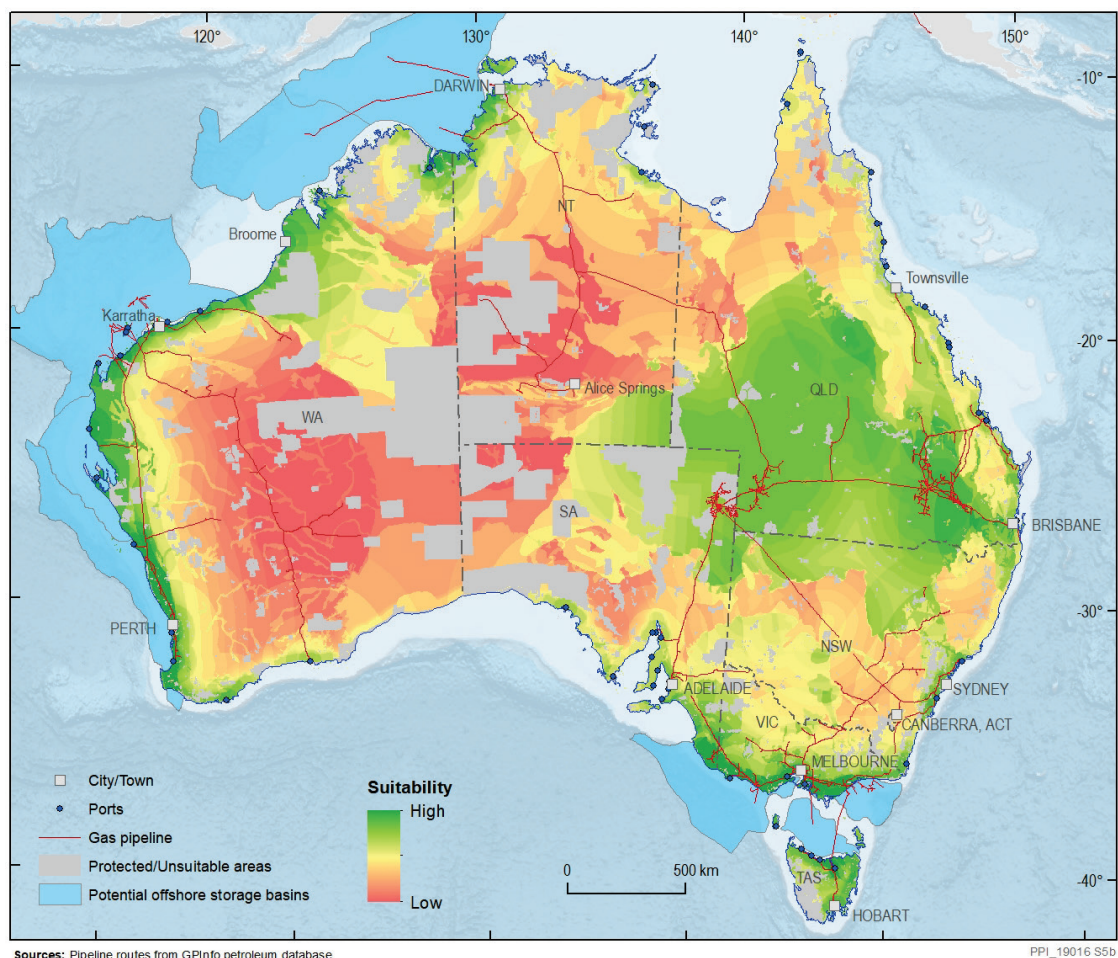 120°
130°
140°
150°
-10°
DARWIN
NT
Broome
Townsville
Karratha
-20°
Alice Springs
QLD
WA
SA
BRISBANE
-30°
PERTH
NSW
ADELAIDE
SYDNEY
VIC
CANBERRA, ACT
MELBOURNE
City/Town
Ports
Gas pipeline
Protected/Unsuitable areas
Potential offshore storage basins
Suitability
High
Low
0
500 km
TAS
-40°
HOBART
Sources: Pipeline routes from GPInfo petroleum database
PPI_19016 S5b